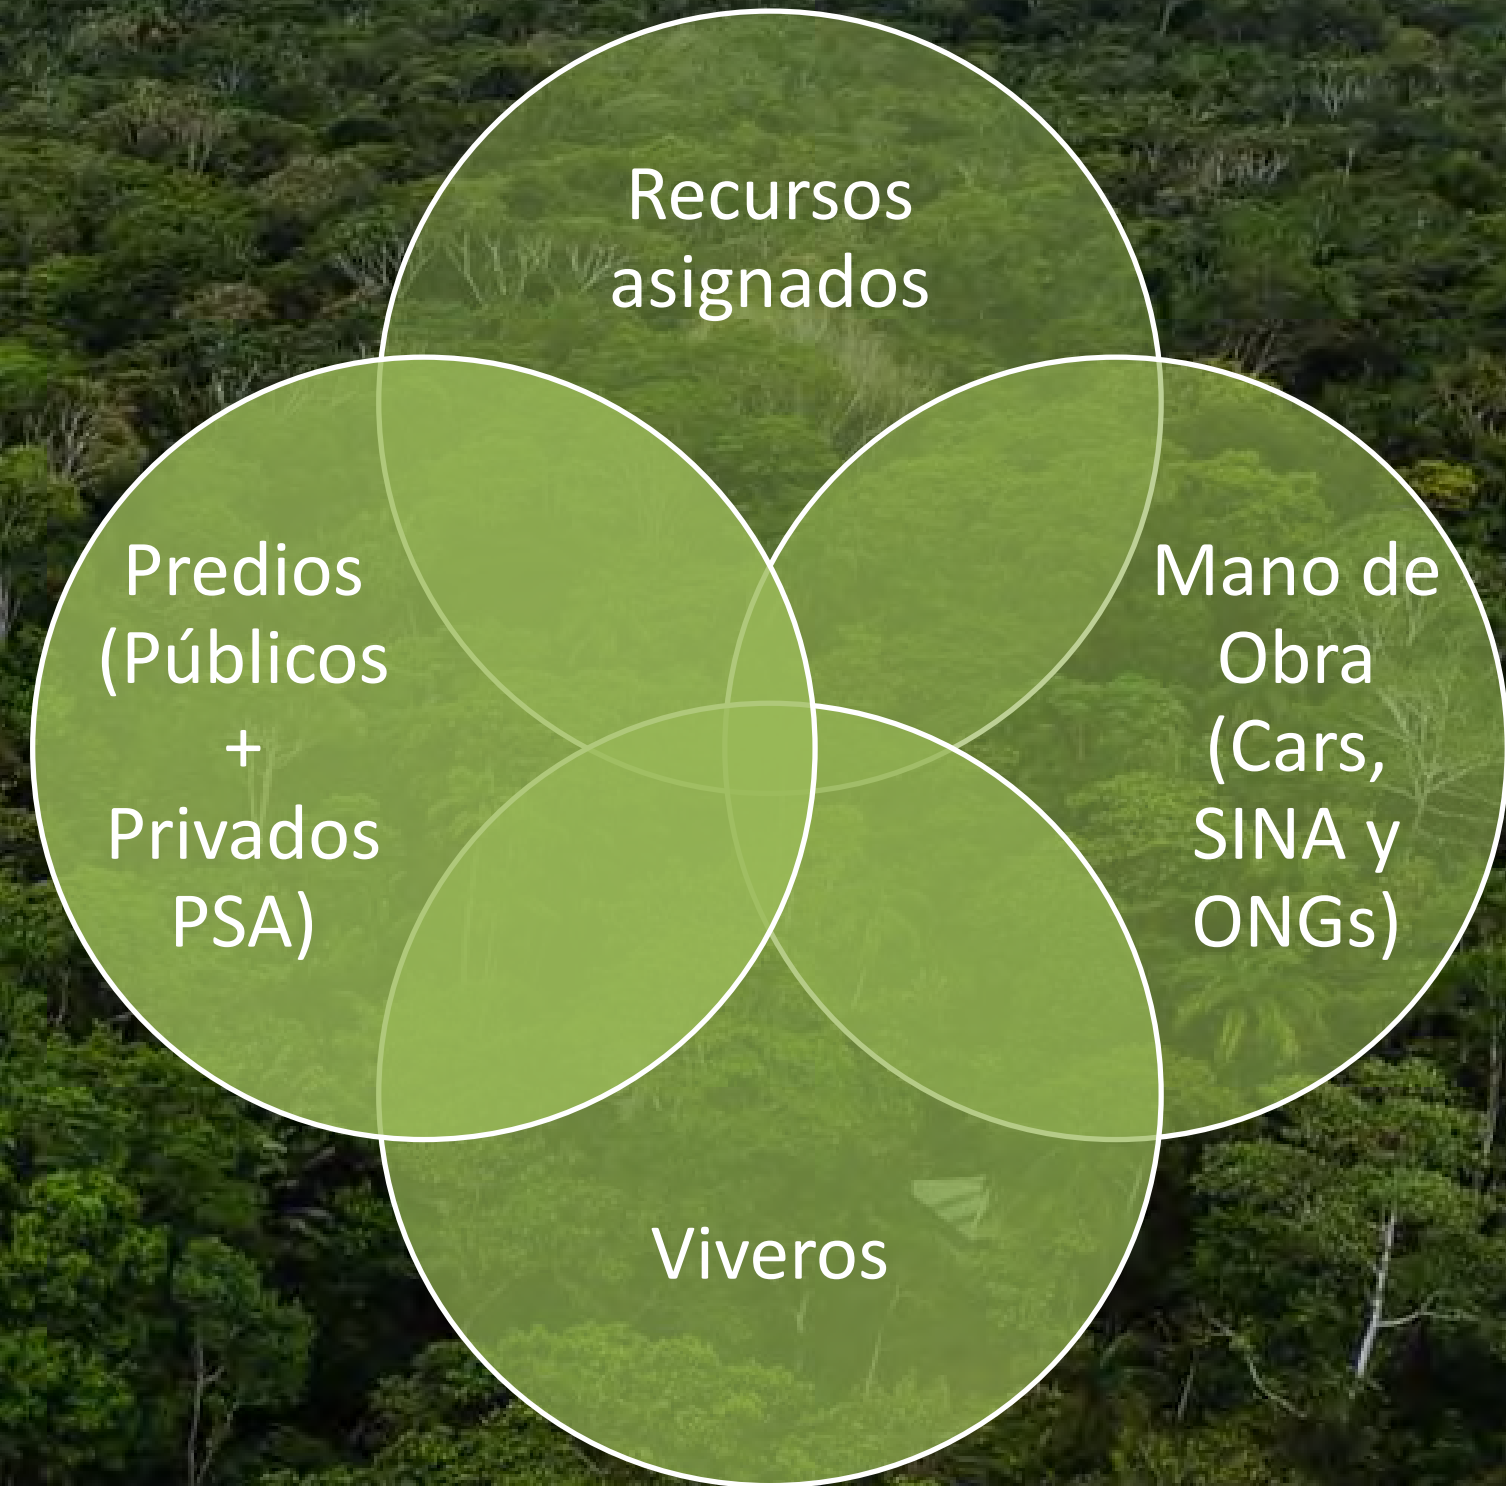 Recursos
asignados
Predios
(Públicos
+
Privados
PSA)
Mano de
Obra
(Cars,
SINA y
ONGs)
Viveros